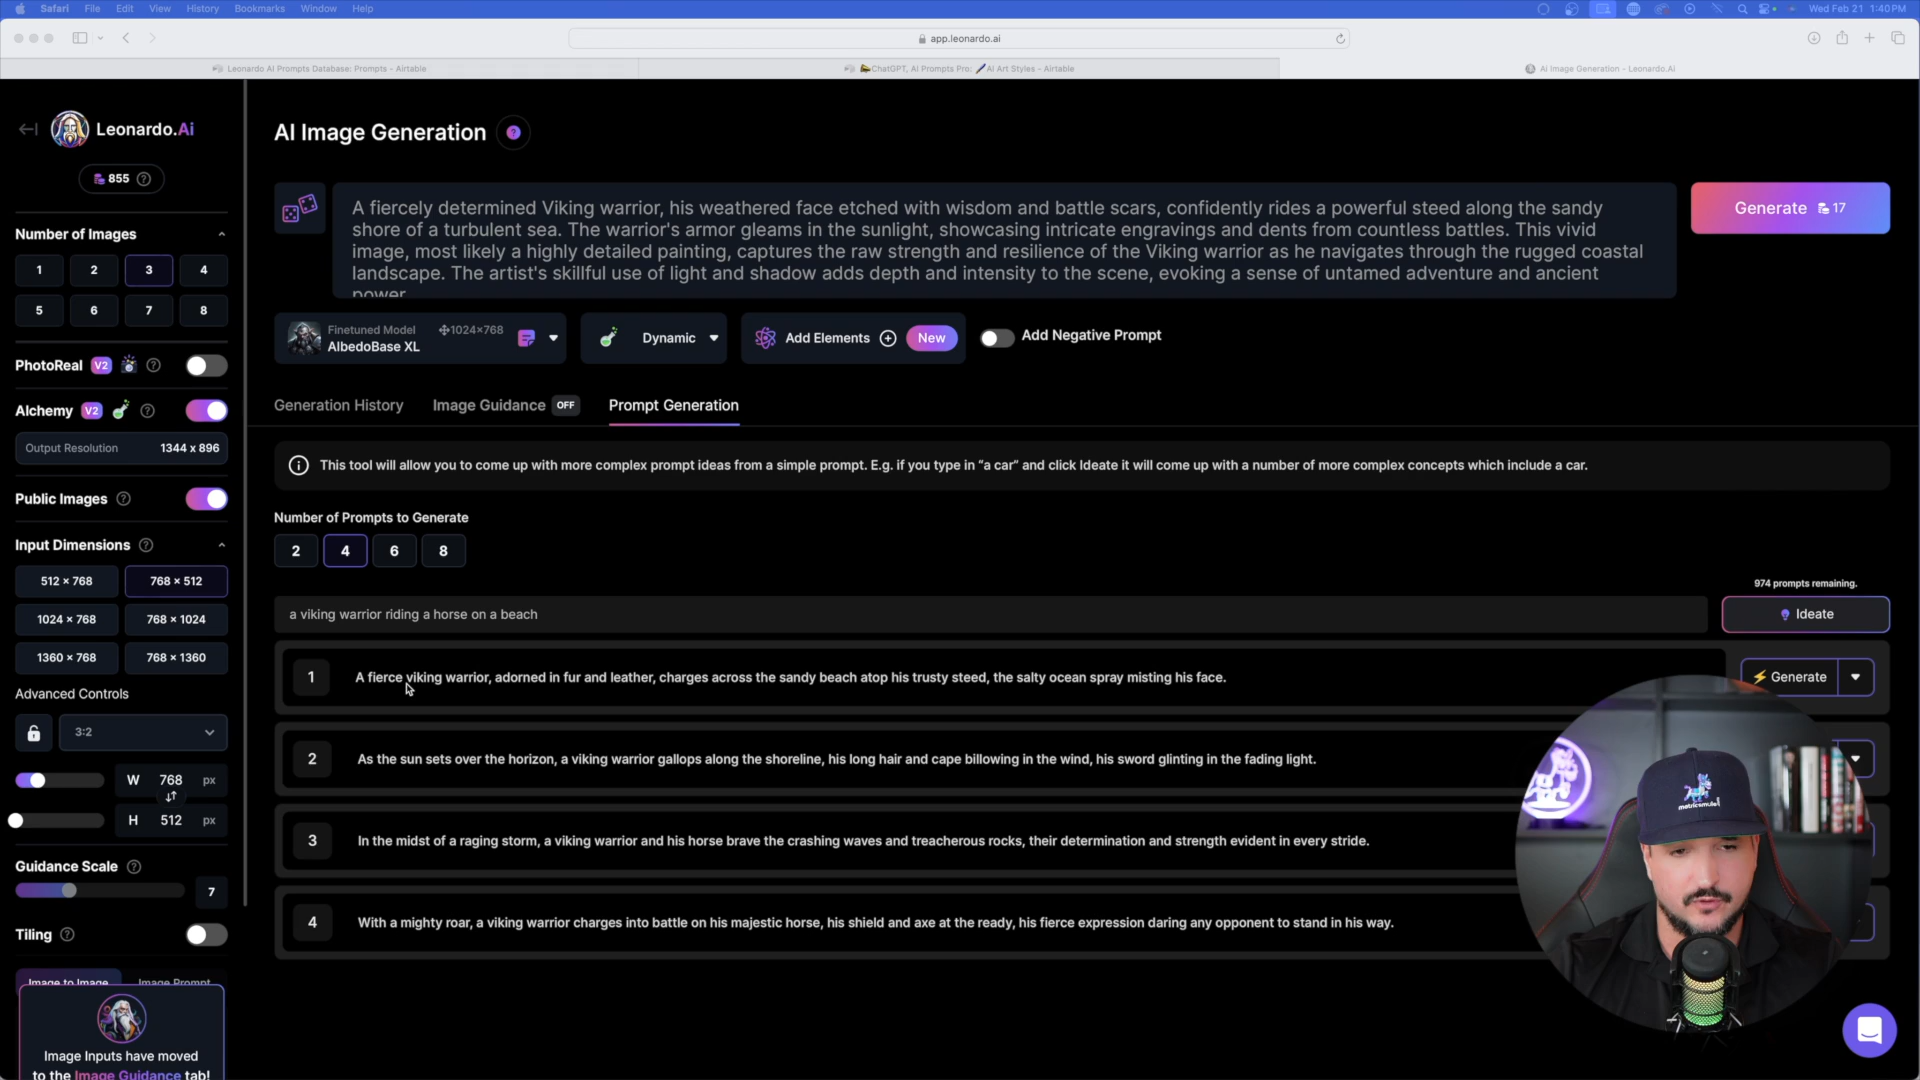 Safari File Edit View History Bookmarks Window Help
Wed Feb 21 1:40 PM
app.leonardo.ai
Leonardo AI Prompts Database: Prompts - Airtable
ChatGPT, AI Prompts Pro: AI Art Styles - Airtable
AI Image Generation - Leonardo.Ai
Leonardo.Ai
855
Number of Images
1 2 3 4
5 6 7 8
PhotoReal V2
Alchemy V2
Output Resolution 1344 x 896
Public Images
Input Dimensions
512 × 768 768 × 512
1024 × 768 768 × 1024
1360 × 768 768 × 1360
Advanced Controls
3:2
W 768 px
H 512 px
Guidance Scale
7
Tiling
Image to Image Image Prompt
Image Inputs have moved
to the Image Guidance tab!
AI Image Generation
A fiercely determined Viking warrior, his weathered face etched with wisdom and battle scars, confidently rides a powerful steed along the sandy
shore of a turbulent sea. The warrior's armor gleams in the sunlight, showcasing intricate engravings and dents from countless battles. This vivid
image, most likely a highly detailed painting, captures the raw strength and resilience of the Viking warrior as he navigates through the rugged coastal
landscape. The artist's skillful use of light and shadow adds depth and intensity to the scene, evoking a sense of untamed adventure and ancient
power.
Generate 17
Finetuned Model 1024×768
AlbedoBase XL
Dynamic
Add Elements New
Add Negative Prompt
Generation History Image Guidance OFF Prompt Generation
This tool will allow you to come up with more complex prompt ideas from a simple prompt. E.g. if you type in “a car” and click Ideate it will come up with a number of more complex concepts which include a car.
Number of Prompts to Generate
2 4 6 8
974 prompts remaining.
a viking warrior riding a horse on a beach
Ideate
1 A fierce viking warrior, adorned in fur and leather, charges across the sandy beach atop his trusty steed, the salty ocean spray misting his face.
Generate
2 As the sun sets over the horizon, a viking warrior gallops along the shoreline, his long hair and cape billowing in the wind, his sword glinting in the fading light.
3 In the midst of a raging storm, a viking warrior and his horse brave the crashing waves and treacherous rocks, their determination and strength evident in every stride.
4 With a mighty roar, a viking warrior charges into battle on his majestic horse, his shield and axe at the ready, his fierce expression daring any opponent to stand in his way.
metricsmule